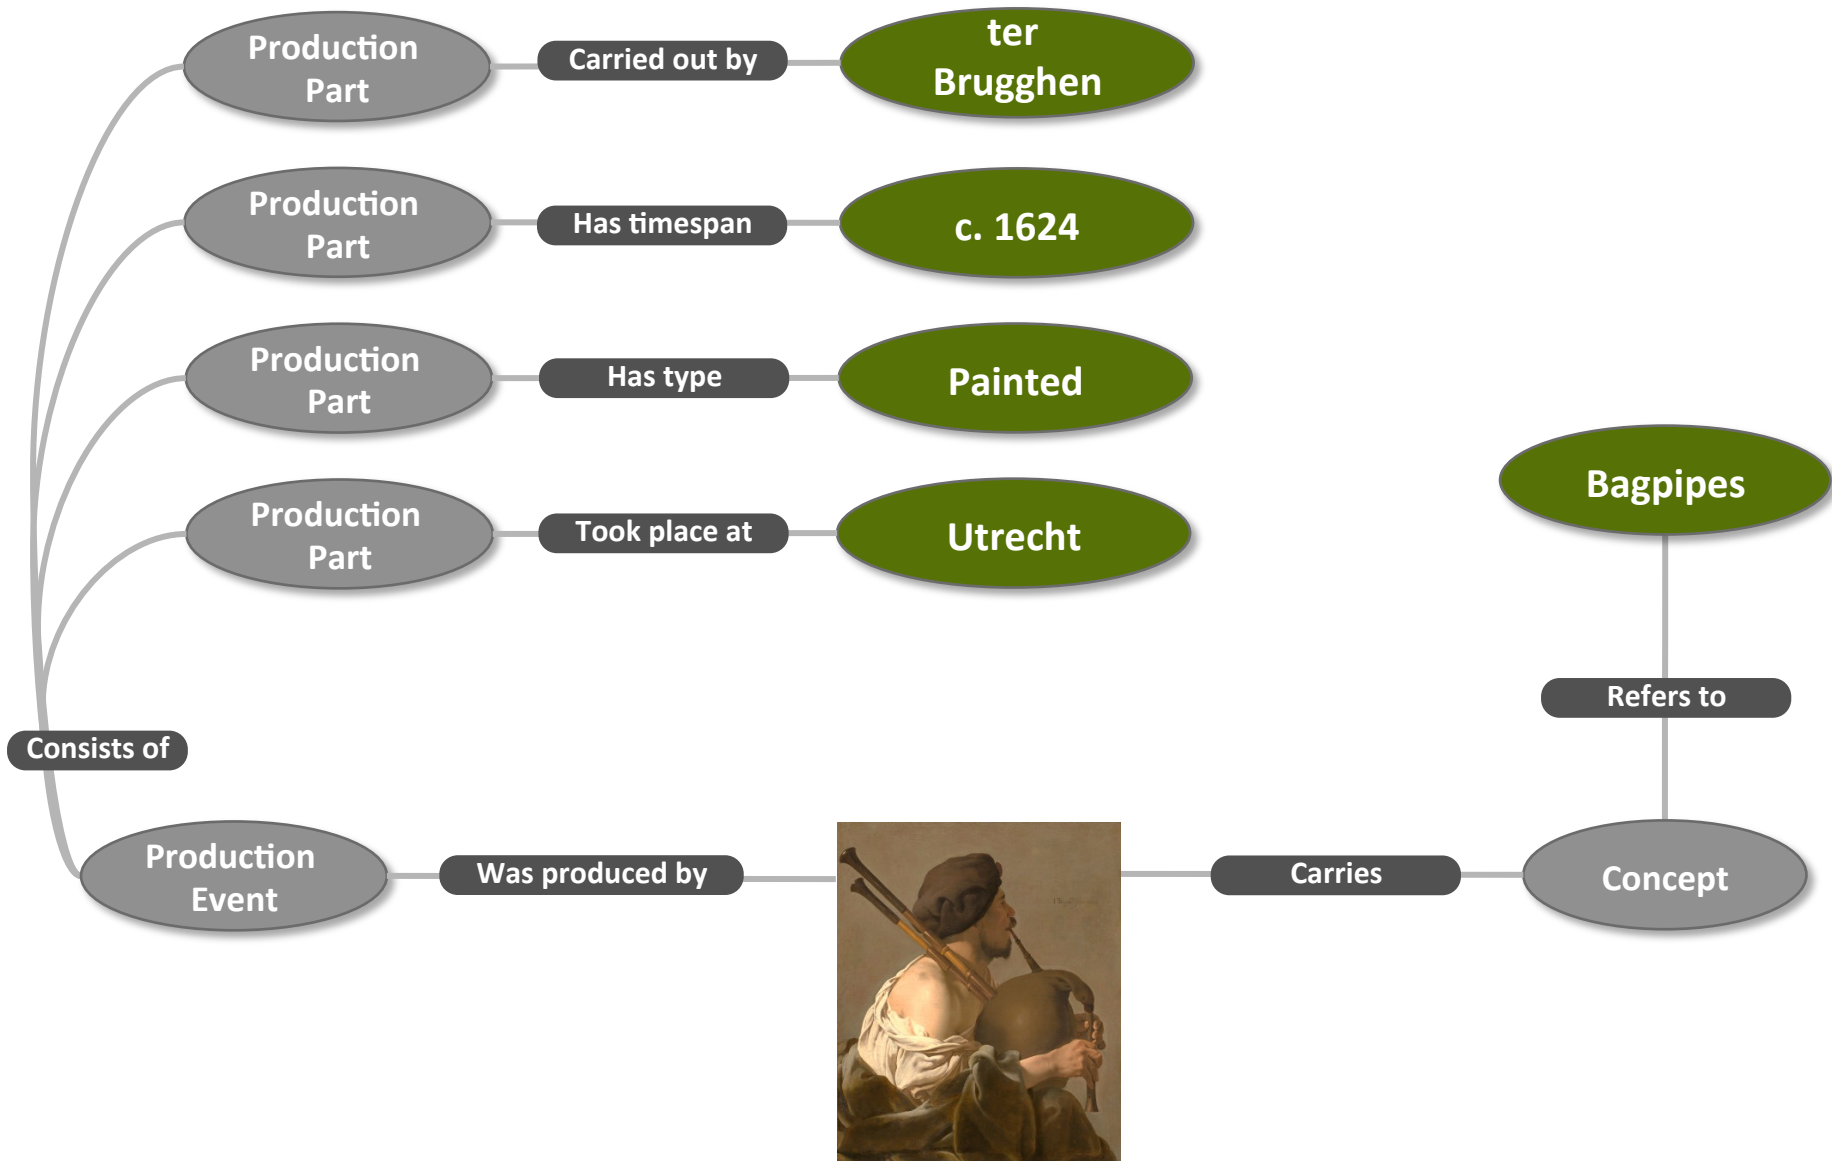 Production
Part
Carried out by
ter
Brugghen
Production
Part
Has timespan
c. 1624
Production
Part
Has type
Painted
Production
Part
Took place at
Utrecht
Bagpipes
Refers to
Consists of
Production
Event
Was produced by
Carries
Concept